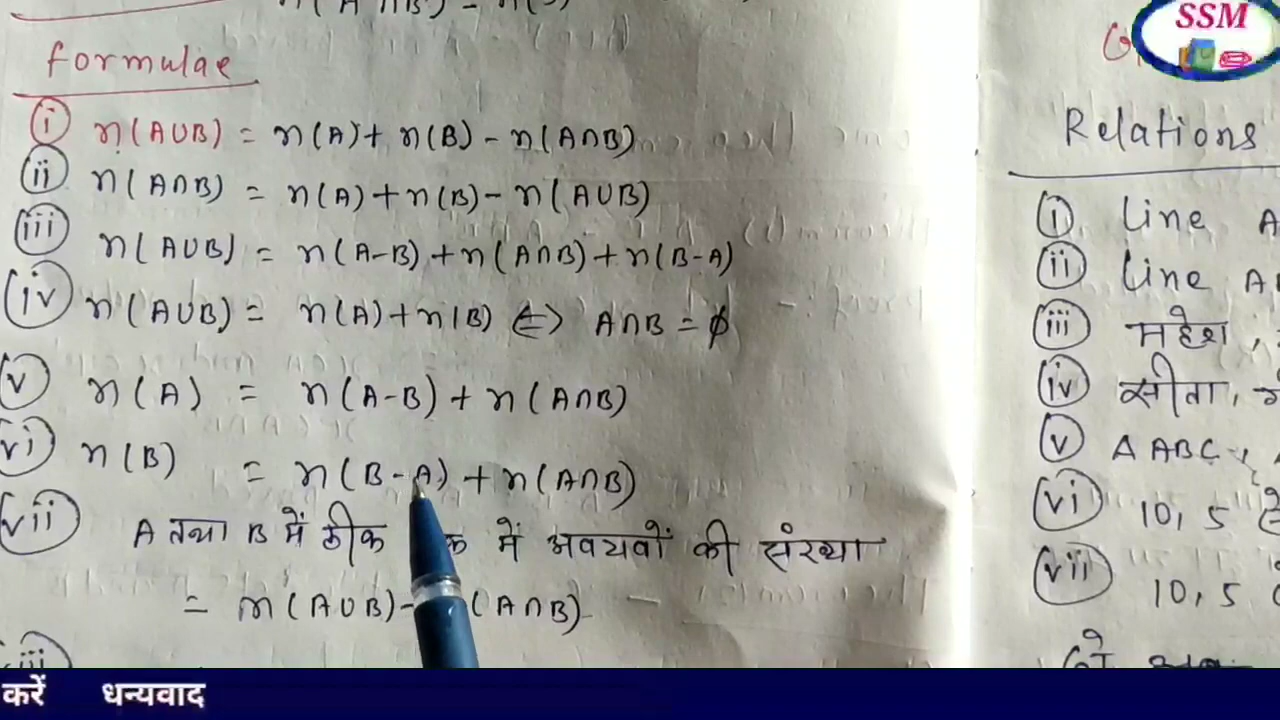 formulae
(i) n(A∪B) = n(A)+ n(B) - n(A∩B)
(ii) n(A∩B) = n(A)+n(B)- n(A∪B)
(iii) n(A∪B) = n(A-B)+n(A∩B)+n(B-A)
(iv) n(A∪B) = n(A)+n(B) ⇔ A∩B = ϕ
(v) n(A) = n(A-B)+ n(A∩B)
(vi) n(B) = n(B-A)+n(A∩B)
(vii) A तथा B में ठीक में अवयवों की संख्या
= n(A∪B)- (A∩B)
SSM
Relations
(i) Line
(ii) Line
(iii) महेश,
(iv) सीता,
(v) Δ ABC,
(vi) 10, 5
(vii) 10, 5
करें धन्यवाद